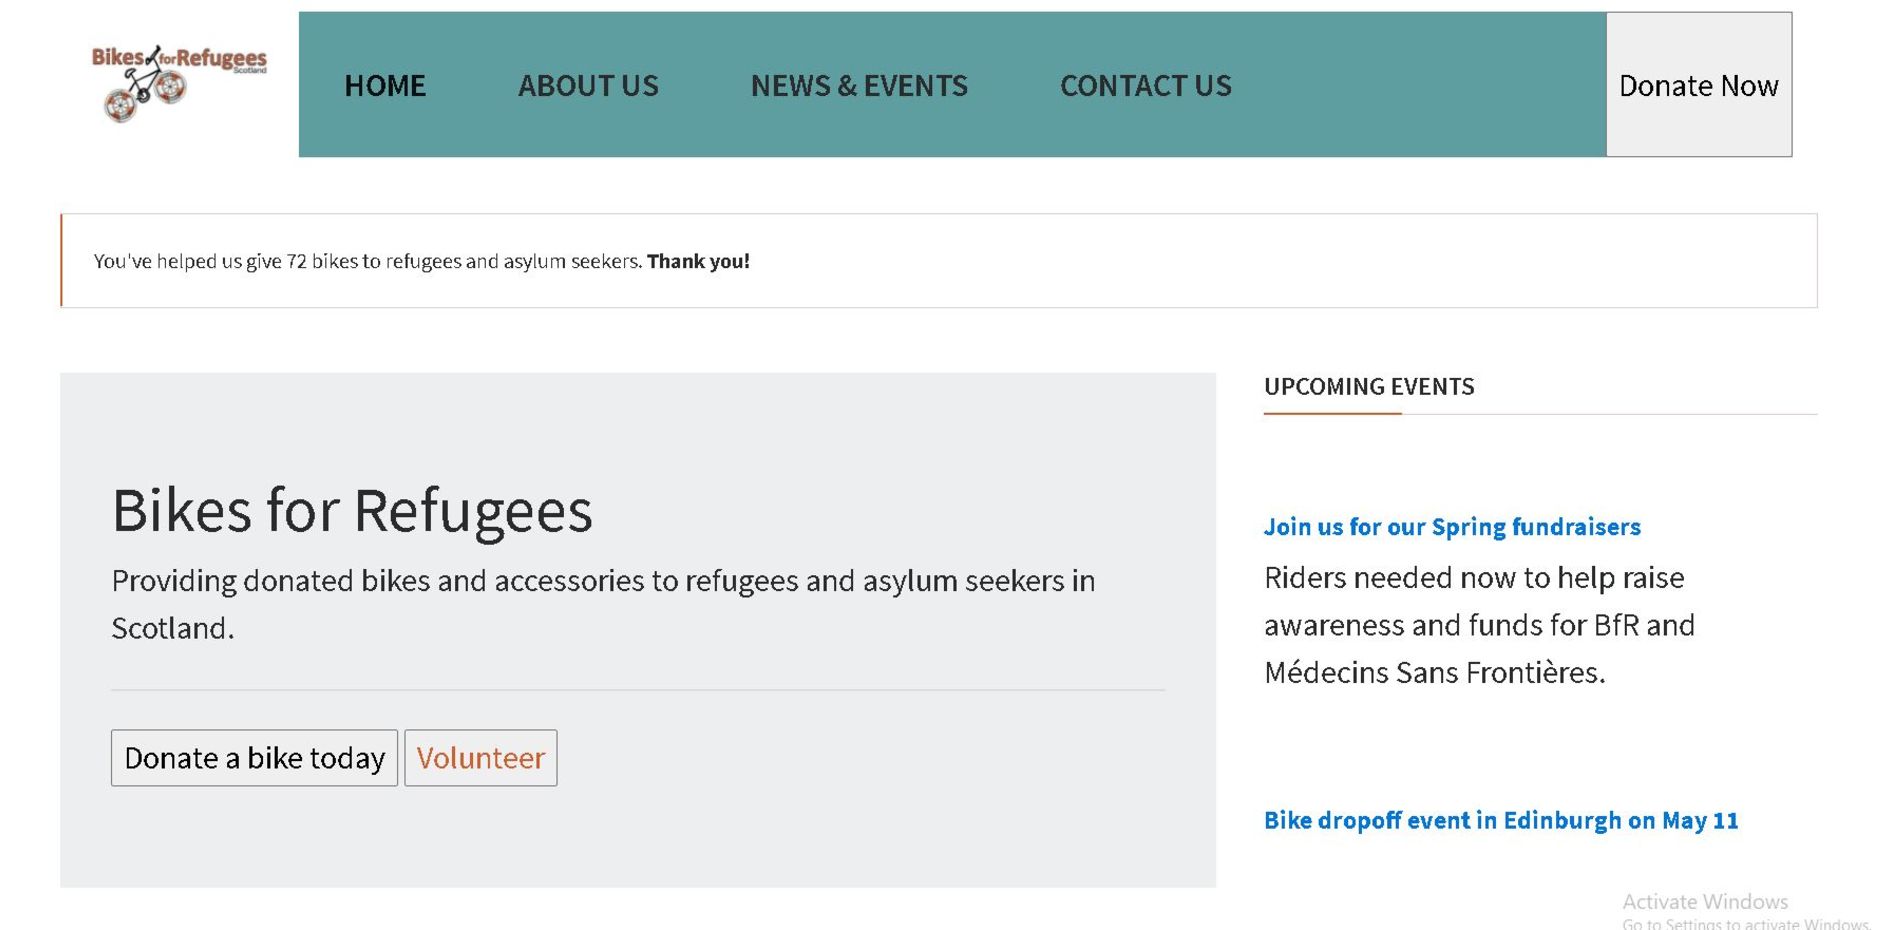 Bikes for Refugees
Scotland
HOME
ABOUT US
NEWS & EVENTS
CONTACT US
Donate Now
You've helped us give 72 bikes to refugees and asylum seekers. Thank you!
Bikes for Refugees
Providing donated bikes and accessories to refugees and asylum seekers in
Scotland.
Donate a bike today
Volunteer
UPCOMING EVENTS
Join us for our Spring fundraisers
Riders needed now to help raise
awareness and funds for BfR and
Médecins Sans Frontières.
Bike dropoff event in Edinburgh on May 11
Activate Windows
Go to Settings to activate Windows.